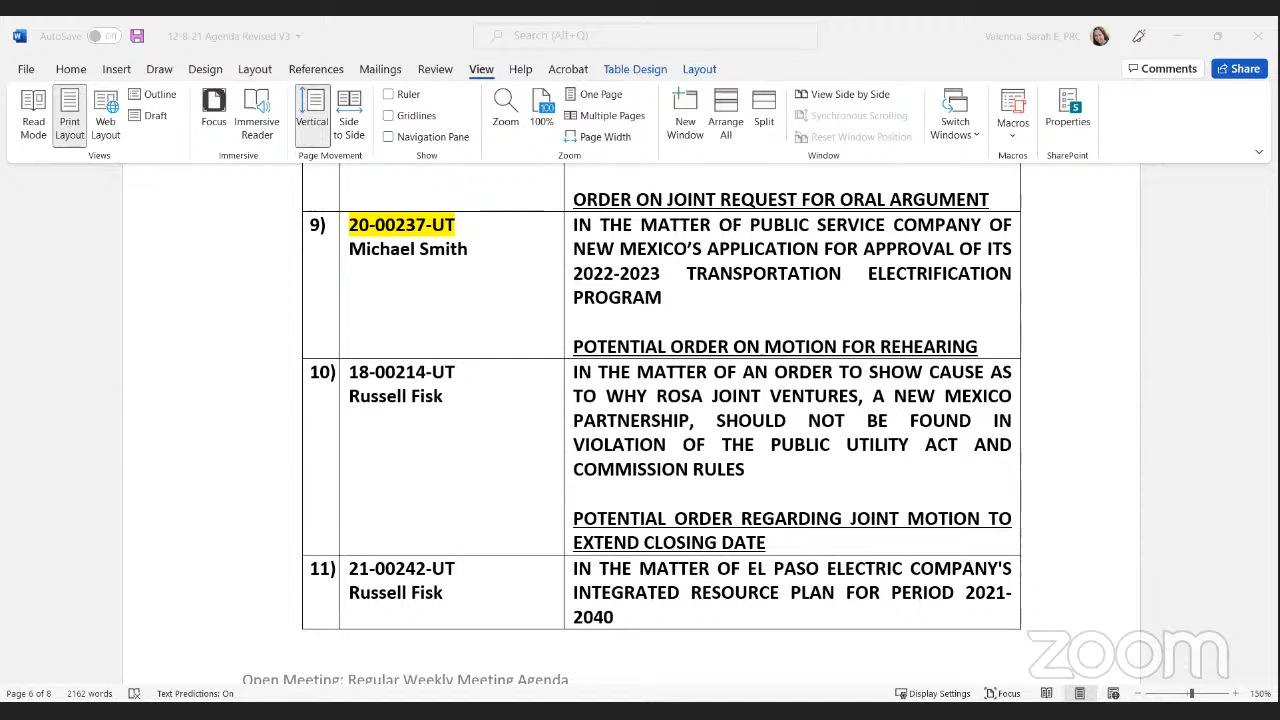 AutoSave Off 12-8-21 Agenda Revised V3 Search (Alt+Q) Valencia, Sarah E, PRC
File Home Insert Draw Design Layout References Mailings Review View Help Acrobat Table Design Layout Comments Share
Read Mode
Print Layout
Web Layout
Outline
Draft
Views
Focus
Immersive Reader
Immersive
Vertical
Side to Side
Page Movement
Ruler
Gridlines
Navigation Pane
Show
Zoom
100
100%
One Page
Multiple Pages
Page Width
Zoom
New Window
Arrange All
Split
View Side by Side
Synchronous Scrolling
Reset Window Position
Window
Switch Windows
Macros
Macros
Properties
SharePoint
ORDER ON JOINT REQUEST FOR ORAL ARGUMENT
9) 20-00237-UT
Michael Smith
IN THE MATTER OF PUBLIC SERVICE COMPANY OF
NEW MEXICO’S APPLICATION FOR APPROVAL OF ITS
2022-2023 TRANSPORTATION ELECTRIFICATION
PROGRAM
POTENTIAL ORDER ON MOTION FOR REHEARING
10) 18-00214-UT
Russell Fisk
IN THE MATTER OF AN ORDER TO SHOW CAUSE AS
TO WHY ROSA JOINT VENTURES, A NEW MEXICO
PARTNERSHIP, SHOULD NOT BE FOUND IN
VIOLATION OF THE PUBLIC UTILITY ACT AND
COMMISSION RULES
POTENTIAL ORDER REGARDING JOINT MOTION TO
EXTEND CLOSING DATE
11) 21-00242-UT
Russell Fisk
IN THE MATTER OF EL PASO ELECTRIC COMPANY'S
INTEGRATED RESOURCE PLAN FOR PERIOD 2021-
2040
zoom
Open Meeting: Regular Weekly Meeting Agenda
Page 6 of 8 2162 words Text Predictions: On Display Settings Focus 150%